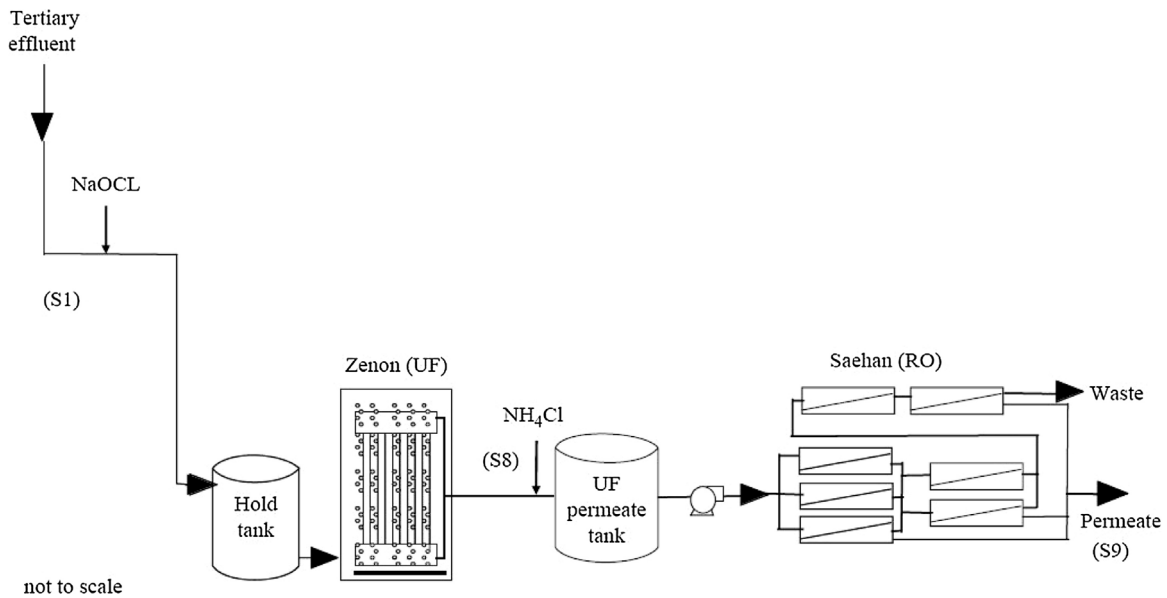 Tertiary
effluent
NaOCL
(S1)
Zenon (UF)
Saehan (RO)
Waste
NH₄Cl
(S8)
Hold
tank
UF
permeate
tank
Permeate
(S9)
not to scale